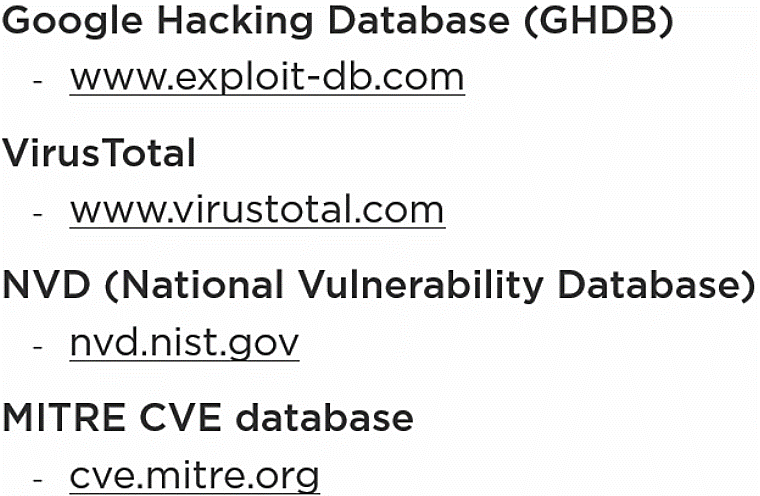 Google Hacking Database (GHDB)
- www.exploit-db.com
VirusTotal
- www.virustotal.com
NVD (National Vulnerability Database)
- nvd.nist.gov
MITRE CVE database
- cve.mitre.org